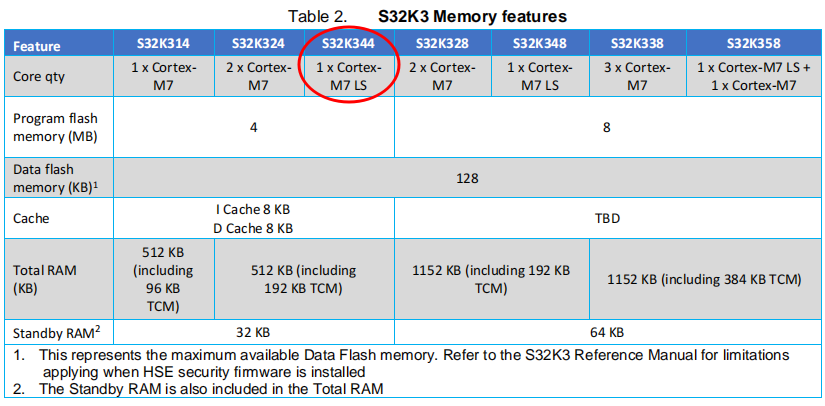 Table 2. S32K3 Memory features
Feature S32K314 S32K324 S32K344 S32K328 S32K348 S32K338 S32K358
Core qty 1 x Cortex-M7 2 x Cortex-M7 1 x Cortex-M7 LS 2 x Cortex-M7 1 x Cortex-M7 LS 3 x Cortex-M7 1 x Cortex-M7 LS + 1 x Cortex-M7
Program flash memory (MB) 4 8
Data flash memory (KB)1 128
Cache I Cache 8 KB D Cache 8 KB TBD
Total RAM (KB) 512 KB (including 96 KB TCM) 512 KB (including 192 KB TCM) 1152 KB (including 192 KB TCM) 1152 KB (including 384 KB TCM)
Standby RAM2 32 KB 64 KB
1. This represents the maximum available Data Flash memory. Refer to the S32K3 Reference Manual for limitations
applying when HSE security firmware is installed
2. The Standby RAM is also included in the Total RAM